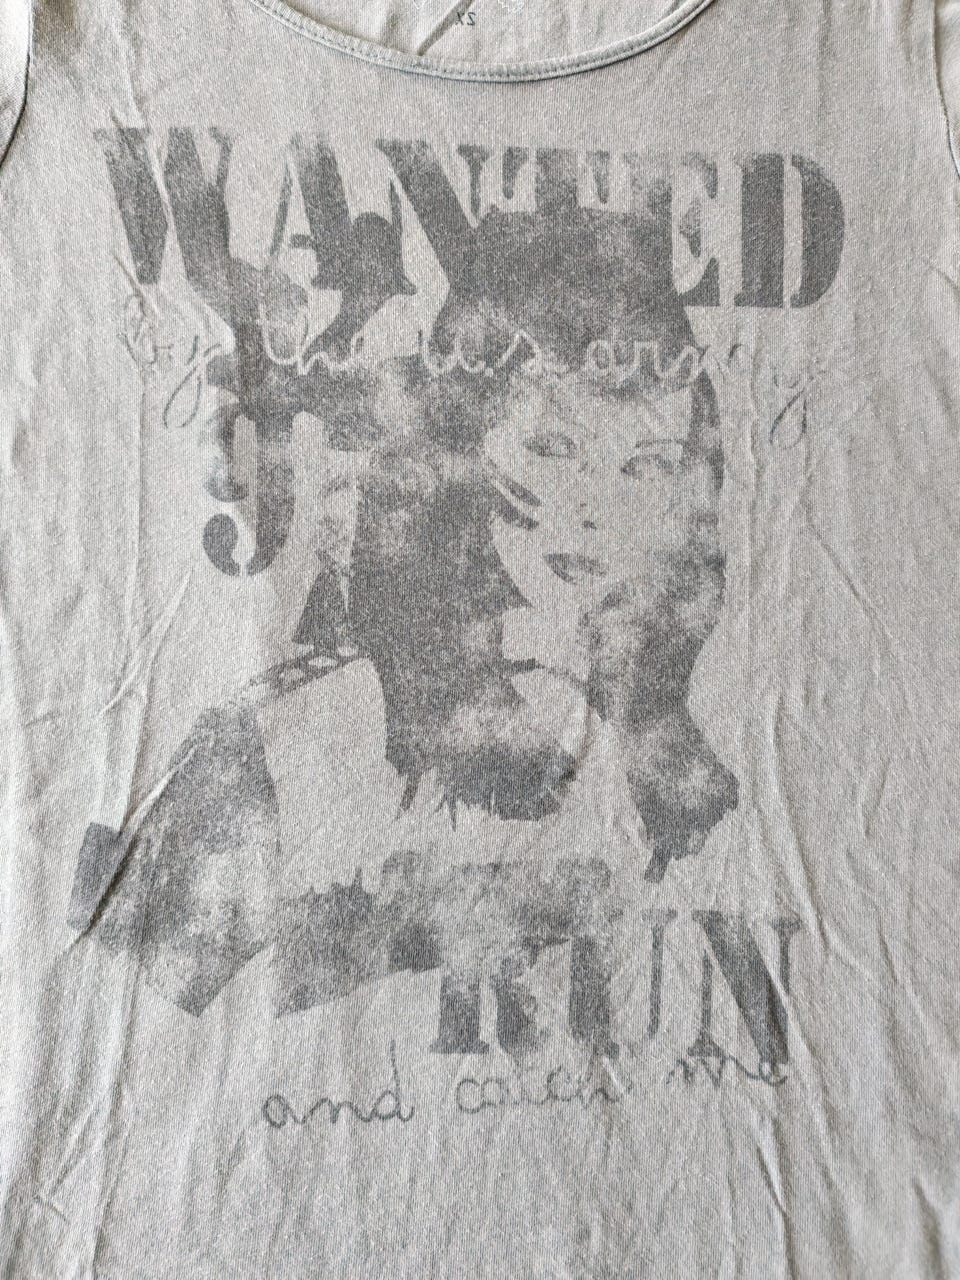 WANTED
by the u.s. army
RUN
and catch me